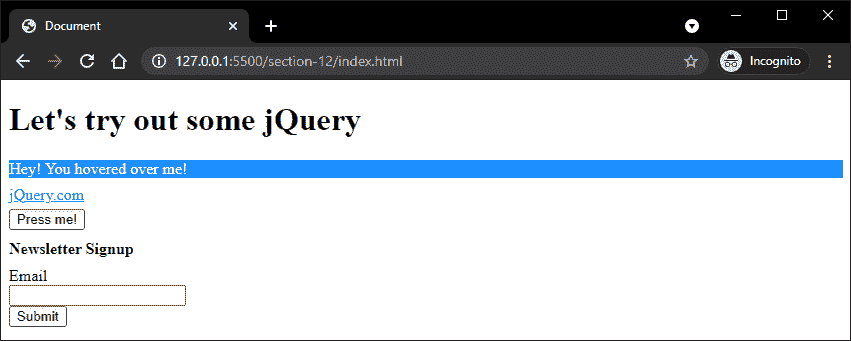 Document
127.0.0.1:5500/section-12/index.html
Incognito
Let's try out some jQuery
Hey! You hovered over me!
jQuery.com
Press me!
Newsletter Signup
Email
Submit